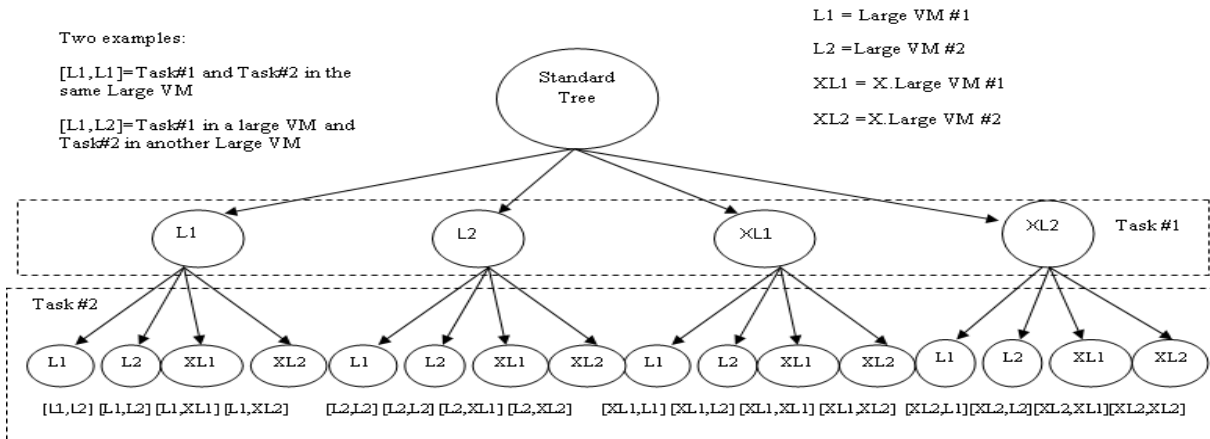 Two examples:
[L1,L1]=Task#1 and Task#2 in the
same Large VM
[L1,L2]=Task#1 in a large VM and
Task#2 in another Large VM
L1 = Large VM #1
L2 =Large VM #2
XL1 = X.Large VM #1
XL2 =X.Large VM #2
Standard
Tree
L1 L2 XL1 XL2 Task #1
Task #2
L1 L2 XL1 XL2 L1 L2 XL1 XL2 L1 L2 XL1 XL2 L1 L2 XL1 XL2
[L1,L2] [L1,L2] [L1,XL1] [L1,XL2] [L2,L2] [L2,L2] [L2,XL1] [L2,XL2] [XL1,L1] [XL1,L2] [XL1,XL1] [XL1,XL2] [XL2,L1][XL2,L2][XL2,XL1][XL2,XL2]